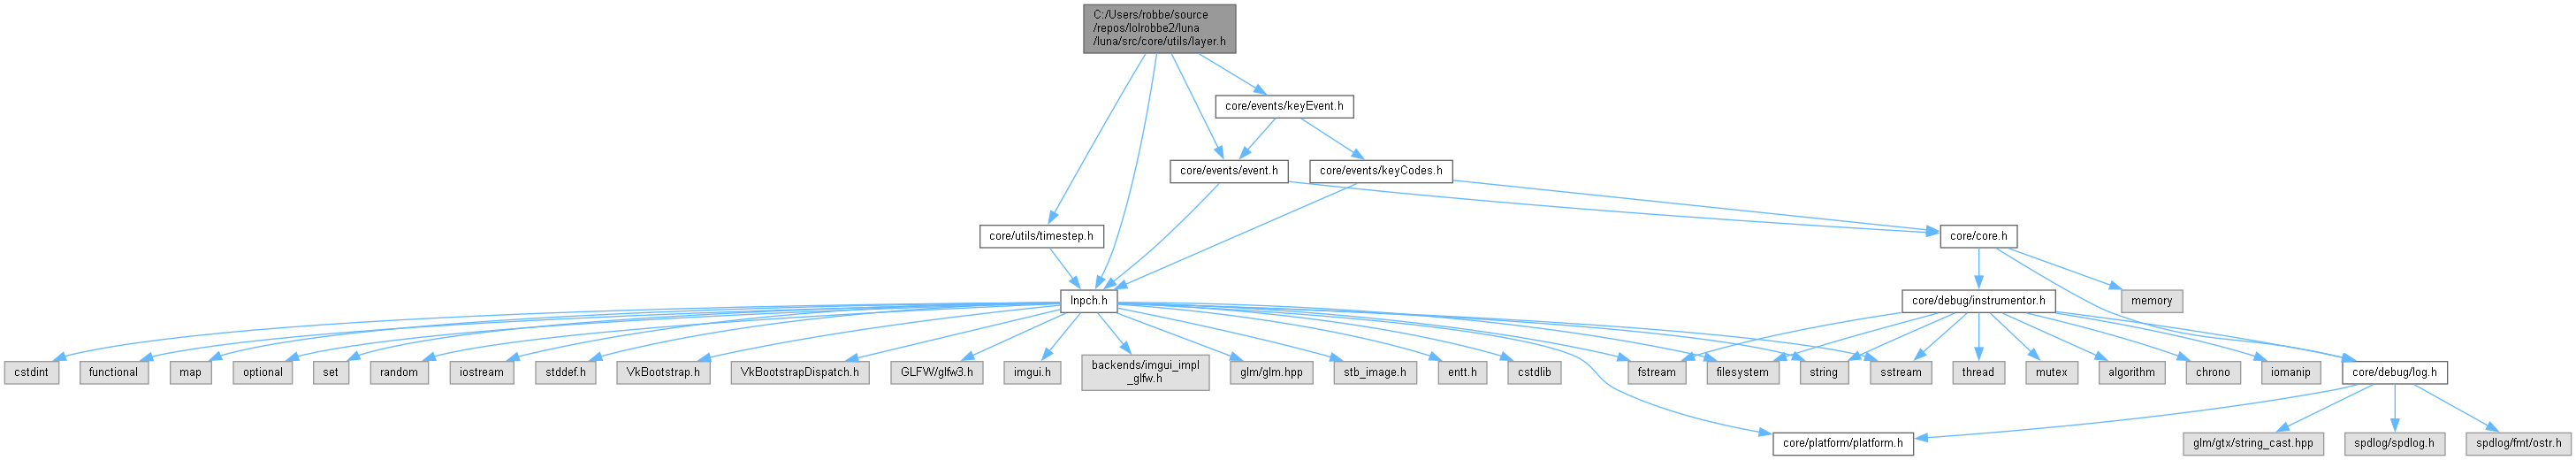 C:/Users/robbe/source
/repos/lolrobbe2/luna
/luna/src/core/utils/layer.h
core/events/keyEvent.h
core/events/event.h
core/events/keyCodes.h
core/utils/timestep.h
core/core.h
lnpch.h
core/debug/instrumentor.h
memory
cstdint
functional
map
optional
set
random
iostream
stddef.h
VkBootstrap.h
VkBootstrapDispatch.h
GLFW/glfw3.h
imgui.h
backends/imgui_impl
_glfw.h
glm/glm.hpp
stb_image.h
entt.h
cstdlib
fstream
filesystem
string
sstream
thread
mutex
algorithm
chrono
iomanip
core/debug/log.h
core/platform/platform.h
glm/gtx/string_cast.hpp
spdlog/spdlog.h
spdlog/fmt/ostr.h